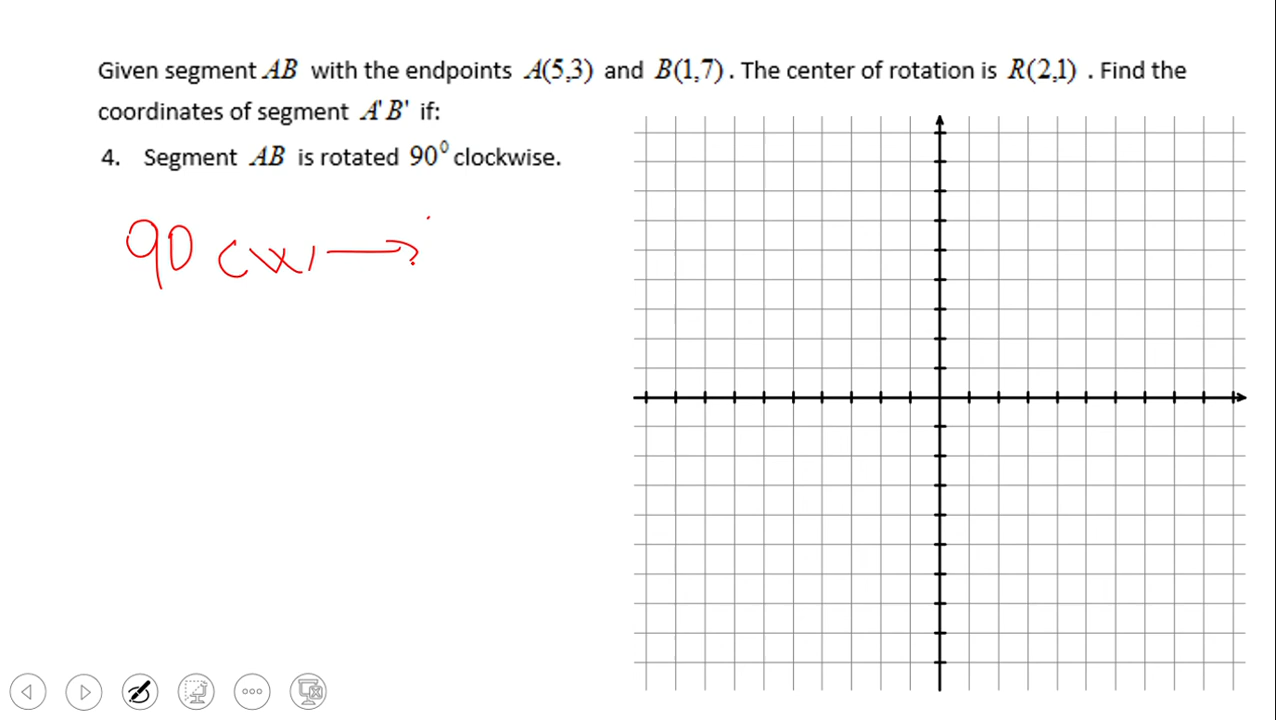 Given segment AB with the endpoints A(5,3) and B(1,7). The center of rotation is R(2,1) . Find the
coordinates of segment A'B' if:
4. Segment AB is rotated 90⁰ clockwise.
90 CW →